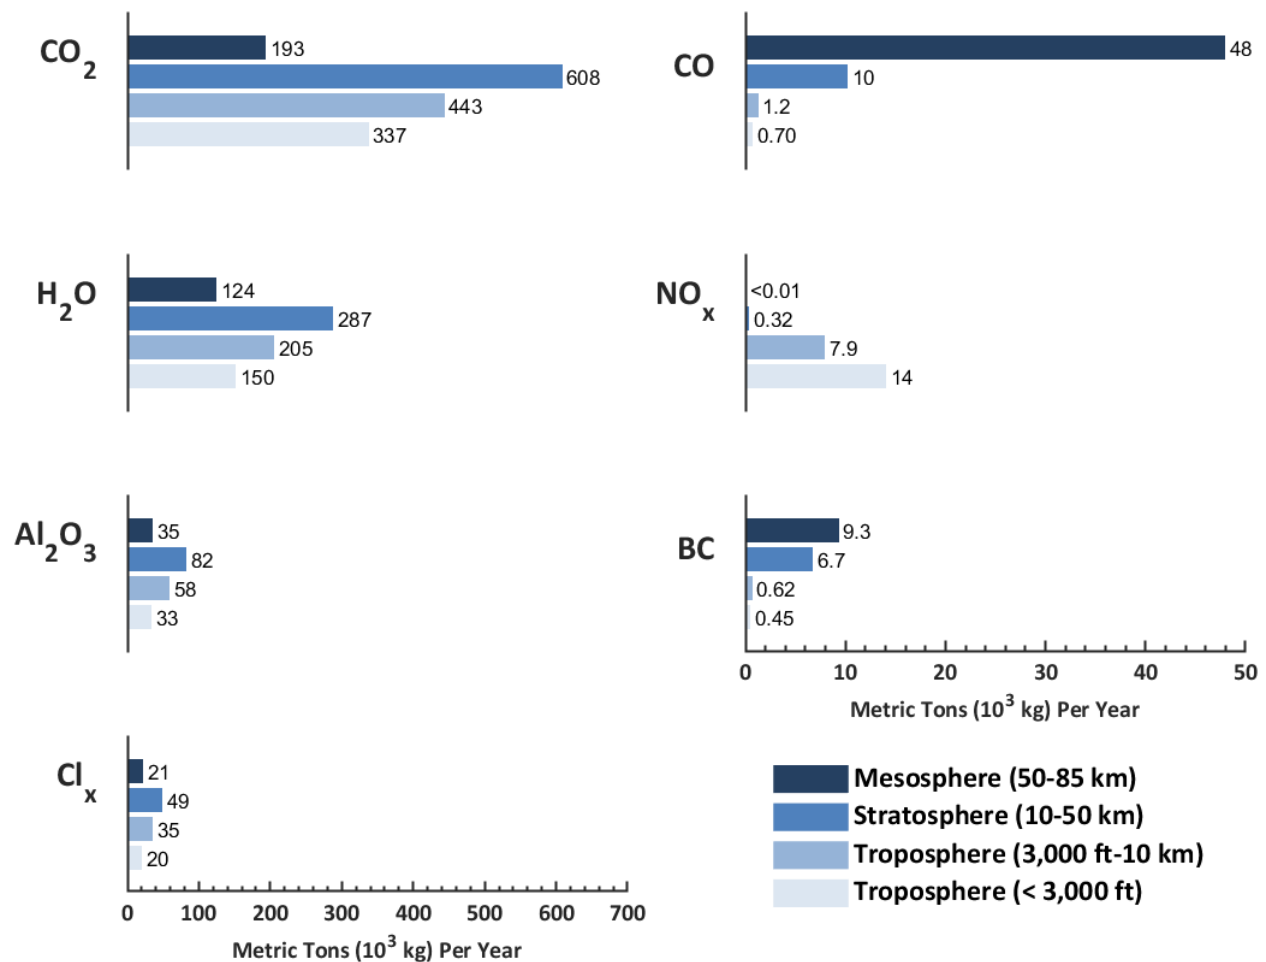 CO2
193
608
443
337
H2O
124
287
205
150
Al2O3
35
82
58
33
Clx
21
49
35
20
0 100 200 300 400 500 600 700
Metric Tons (10^3 kg) Per Year
CO
48
10
1.2
0.70
NOx
<0.01
0.32
7.9
14
BC
9.3
6.7
0.62
0.45
0 10 20 30 40 50
Metric Tons (10^3 kg) Per Year
Mesosphere (50-85 km)
Stratosphere (10-50 km)
Troposphere (3,000 ft-10 km)
Troposphere (< 3,000 ft)